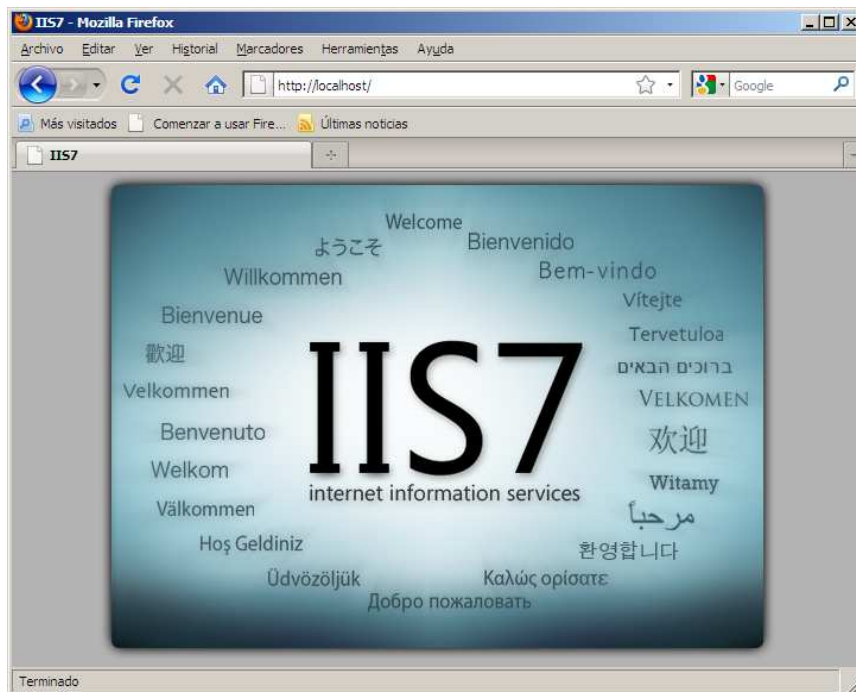 IIS7 - Mozilla Firefox
Archivo Editar Ver Historial Marcadores Herramientas Ayuda
http://localhost/
Google
Más visitados Comenzar a usar Fire... Últimas noticias
IIS7
Welcome
ようこそ
Bienvenido
Willkommen
Bem-vindo
Bienvenue
Vítejte
歡迎
Tervetuloa
ברוכים הבאים
Velkommen
VELKOMEN
Benvenuto
欢迎
Welkom
Witamy
Välkommen
مرحباً
Hoş Geldiniz
환영합니다
Üdvözöljük
Καλώς ορίσατε
Добро пожаловать
IIS7
internet information services
Terminado